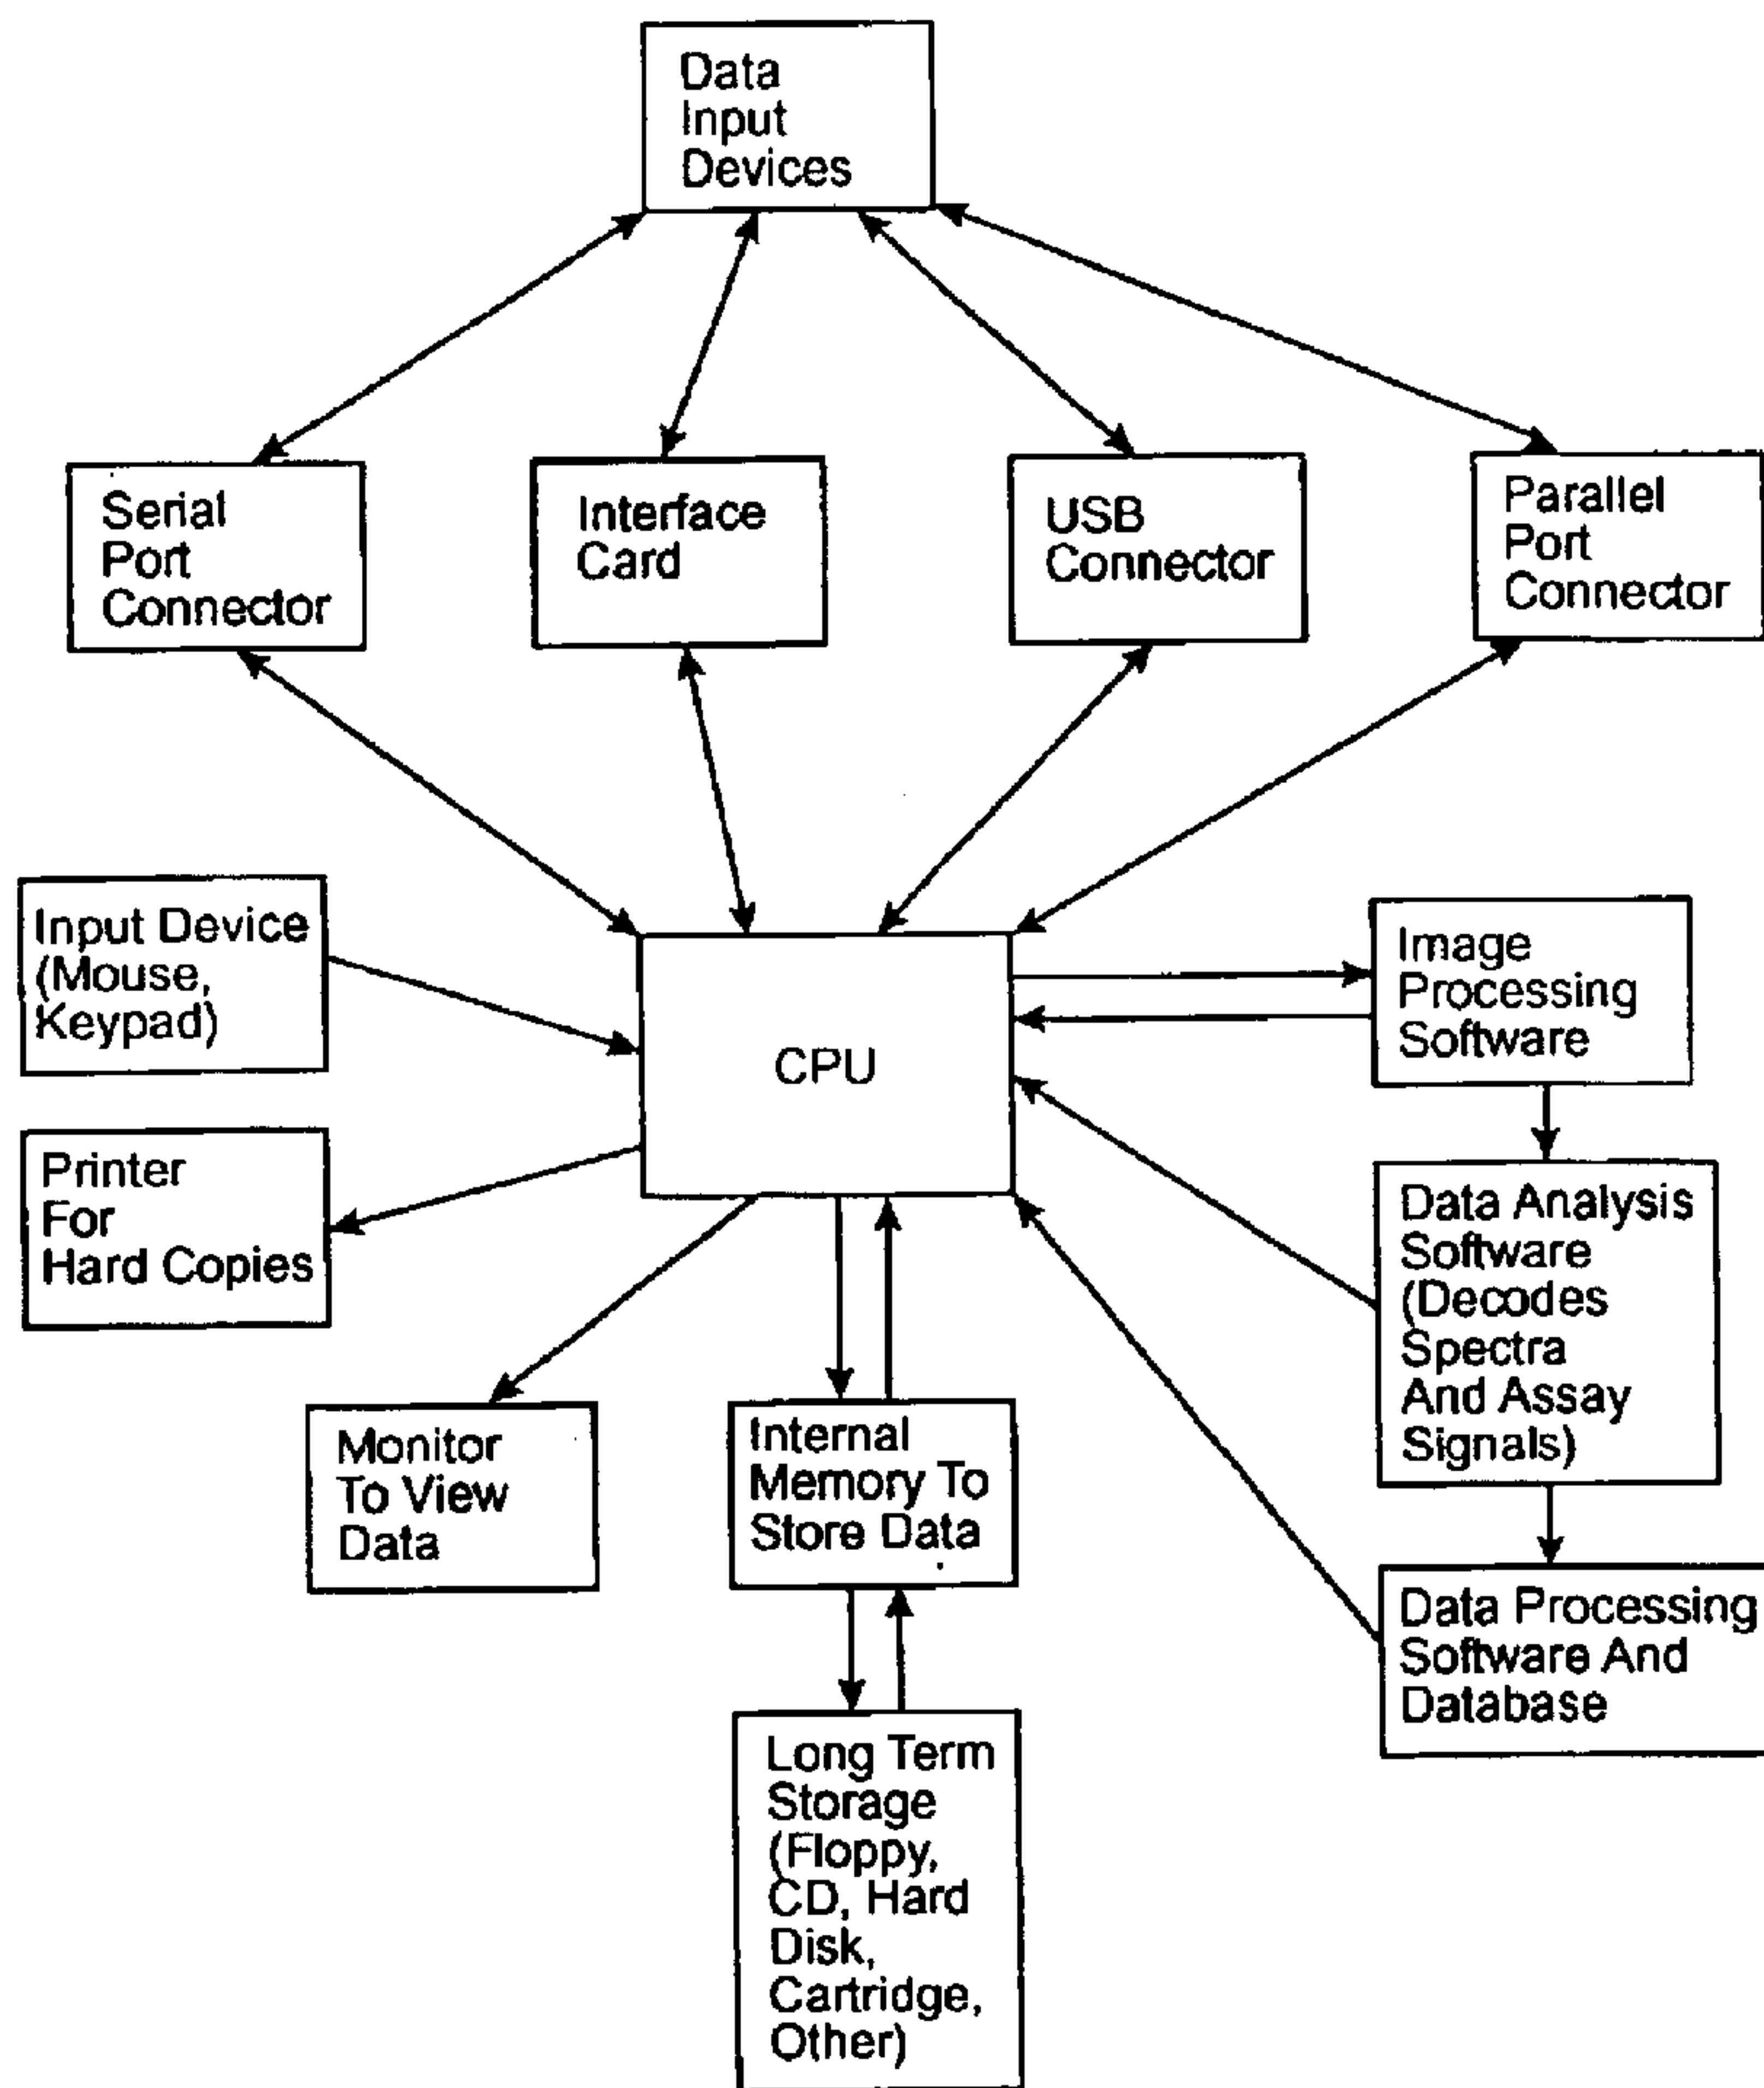 Data
Input
Devices
Serial
Port
Connector
Interface
Card
USB
Connector
Parallel
Port
Connector
Input Device
(Mouse,
Keypad)
CPU
Image
Processing
Software
Printer
For
Hard Copies
Data Analysis
Software
(Decodes
Spectra
And Assay
Signals)
Monitor
To View
Data
Internal
Memory To
Store Data
Data Processing
Software And
Database
Long Term
Storage
(Floppy,
CD, Hard
Disk,
Cartridge,
Other)